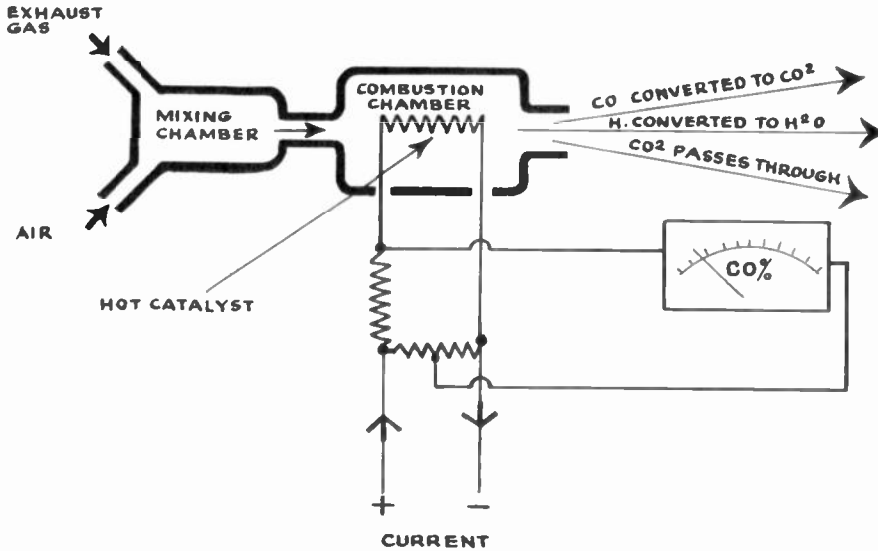 EXHAUST
GAS
MIXING
CHAMBER
COMBUSTION
CHAMBER
CO CONVERTED TO CO2
H. CONVERTED TO H2O
CO2 PASSES THROUGH
AIR
HOT CATALYST
CO%
+ -
CURRENT